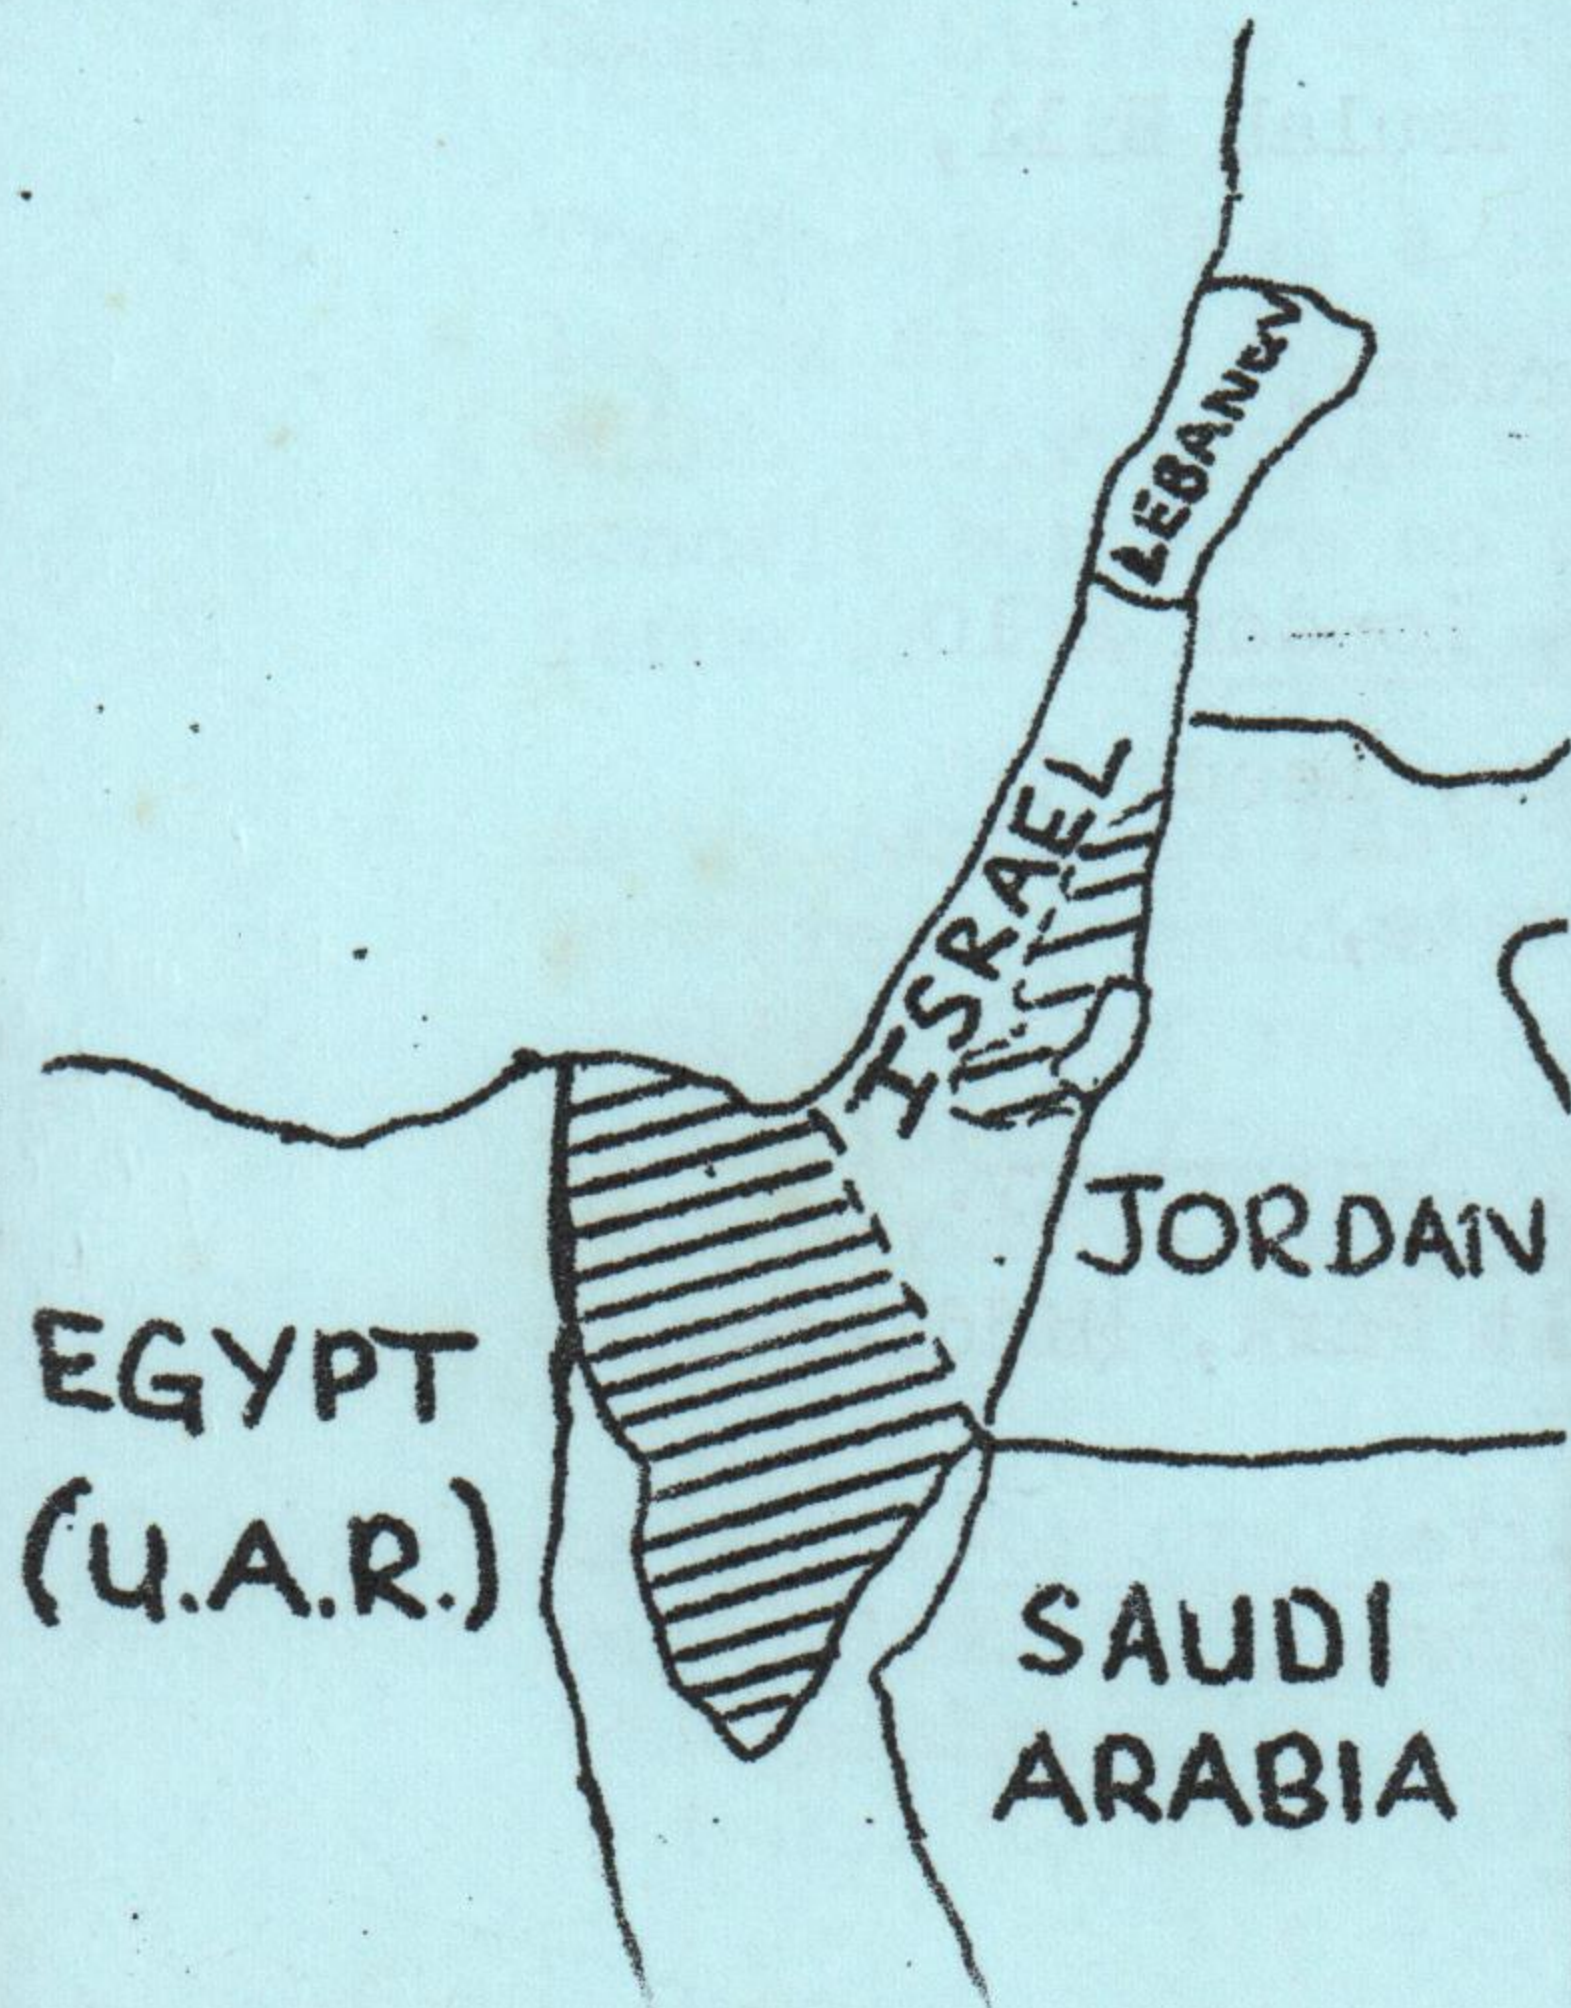 LEBANON
ISRAEL
JORDAN
EGYPT
(U.A.R.)
SAUDI
ARABIA